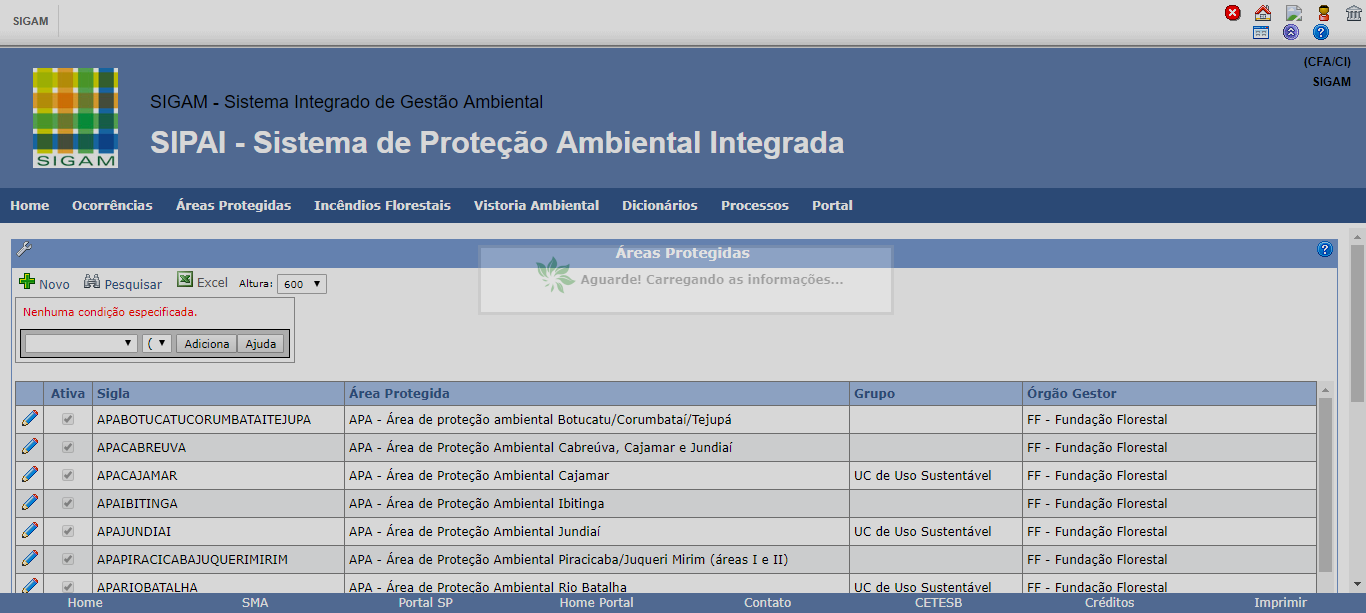 SIGAM
(CFA/CI)
SIGAM
SIGAM
SIGAM - Sistema Integrado de Gestão Ambiental
SIPAI - Sistema de Proteção Ambiental Integrada
Home Ocorrências Áreas Protegidas Incêndios Florestais Vistoria Ambiental Dicionários Processos Portal
Áreas Protegidas
Aguarde! Carregando as informações...
Novo Pesquisar Excel Altura: 600
Nenhuma condição especificada.
( Adiciona Ajuda
Ativa Sigla Área Protegida Grupo Órgão Gestor
APABOTUCATUCORUMBATAITEJUPA APA - Área de proteção ambiental Botucatu/Corumbataí/Tejupá FF - Fundação Florestal
APACABREUVA APA - Área de Proteção Ambiental Cabreúva, Cajamar e Jundiaí FF - Fundação Florestal
APACAJAMAR APA - Área de Proteção Ambiental Cajamar UC de Uso Sustentável FF - Fundação Florestal
APAIBITINGA APA - Área de Proteção Ambiental Ibitinga FF - Fundação Florestal
APAJUNDIAI APA - Área de Proteção Ambiental Jundiaí UC de Uso Sustentável FF - Fundação Florestal
APAPIRACICABAJUQUERIMIRIM APA - Área de Proteção Ambiental Piracicaba/Juqueri Mirim (áreas I e II) FF - Fundação Florestal
APARIOBATALHA APA - Área de Proteção Ambiental Rio Batalha UC de Uso Sustentável FF - Fundação Florestal
Home SMA Portal SP Home Portal Contato CETESB Créditos Imprimir